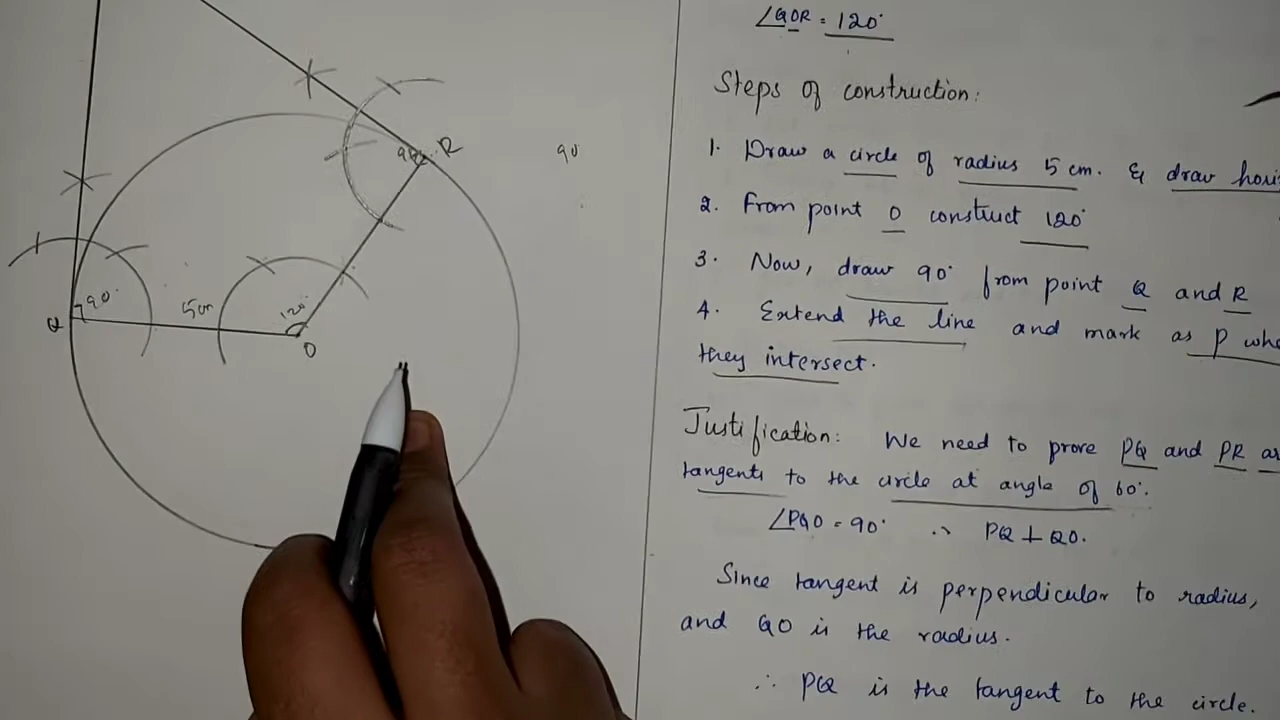 ∠QOR = 120°
Steps of construction:
1. Draw a circle of radius 5 cm. & draw
2. From point O construct 120°
3. Now, draw 90° from point Q and R
4. Extend the line and mark as P
they intersect.
Justification: We need to prove PQ and PR
tangents to the circle at angle of 60°.
∠PQO = 90° ∴ PQ ⊥ QO.
Since tangent is perpendicular to radius,
and QO is the radius.
∴ PQ is the tangent to the circle.
R
90
90°
5cm
120°
Q
O